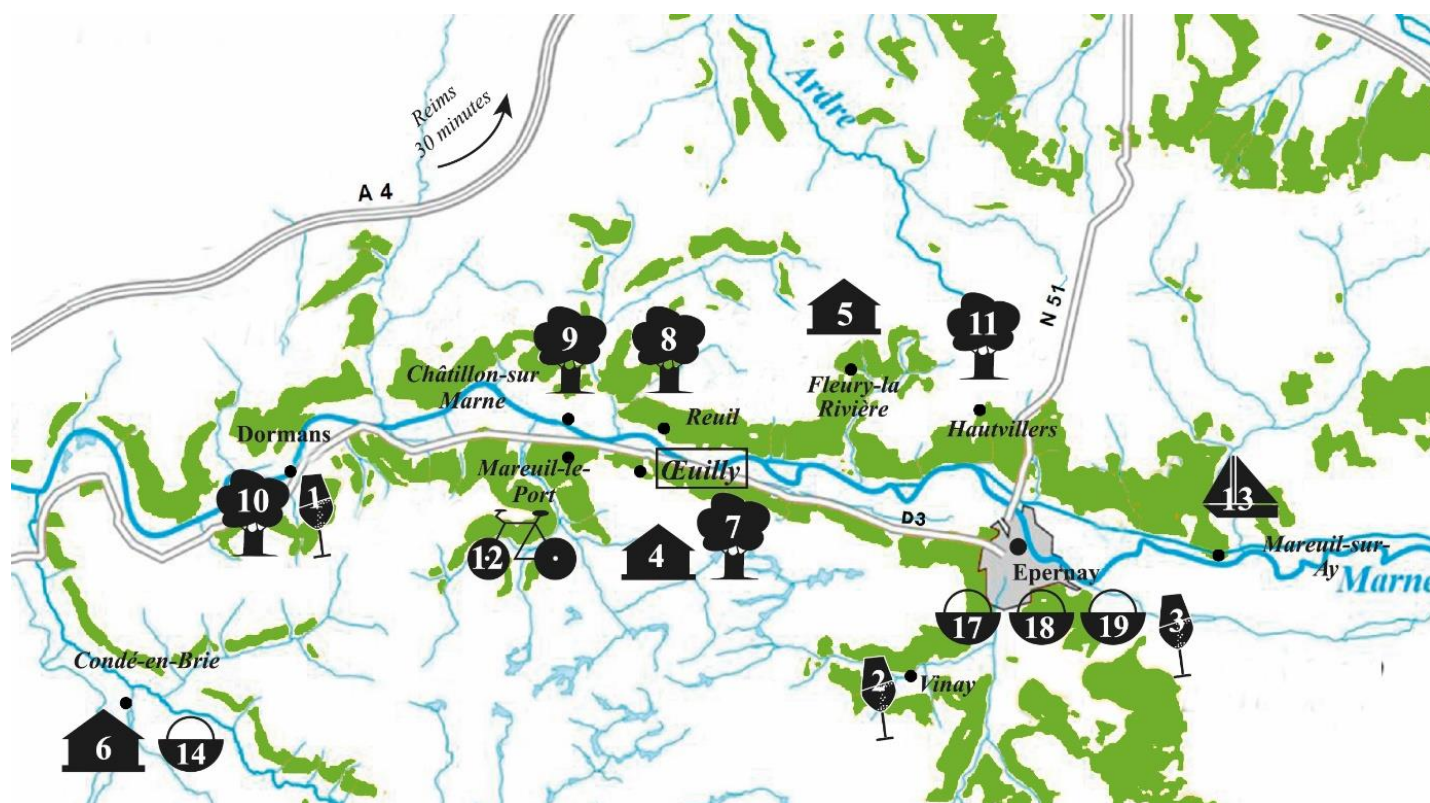 Ardre
Reims
30 minutes
A 4
N 51
5
11
9
8
Châtillon-sur
Marne
Fleury-la
Rivière
Reuil
Hautvillers
Dormans
Mareuil-le-
Port
Œuilly
10
1
7
13
12
4
D3
Epernay
Mareuil-sur-
Ay
Marne
17
18
19
3
Condé-en-Brie
2
Vinay
6
14